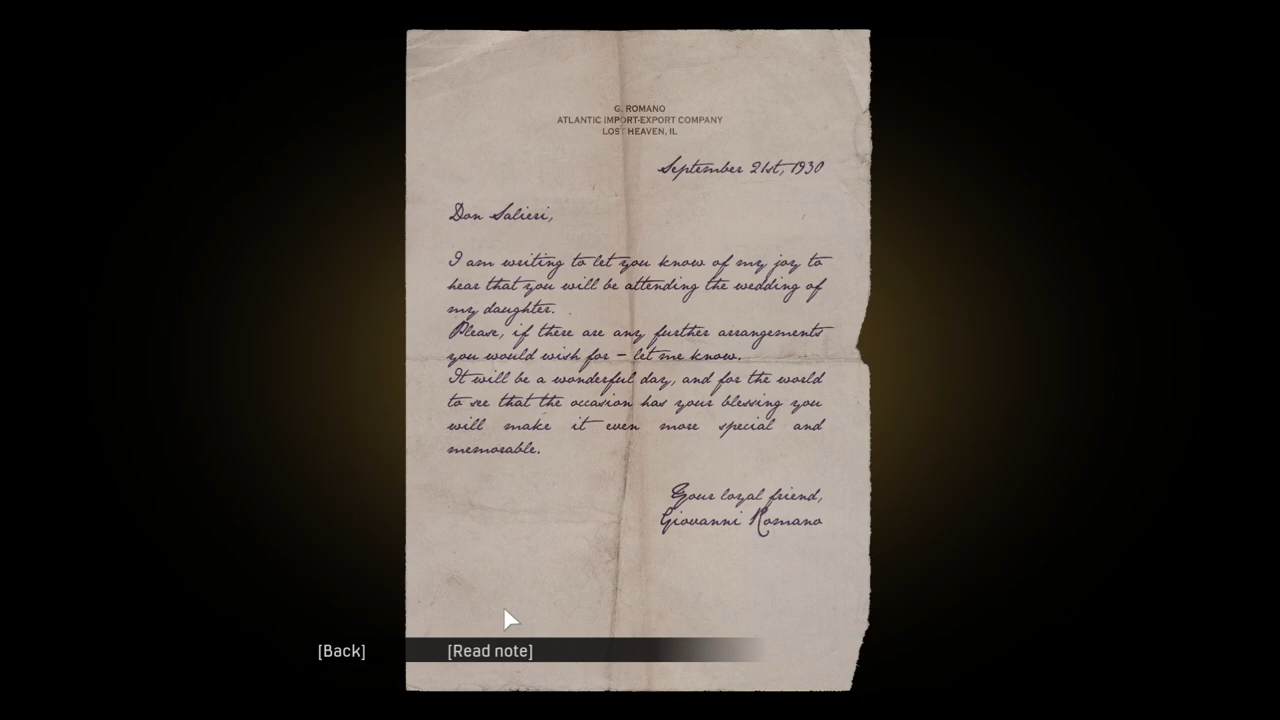 G. ROMANO
ATLANTIC IMPORT-EXPORT COMPANY
LOST HEAVEN, IL
September 21st, 1930
Don Salieri,
I am writing to let you know of my joy to
hear that you will be attending the wedding of
my daughter.
Please, if there are any further arrangements
you would wish for – let me know.
It will be a wonderful day, and for the world
to see that the occasion has your blessing you
will make it even more special and
memorable.
Your loyal friend,
Giovanni Romano
[Back] [Read note]